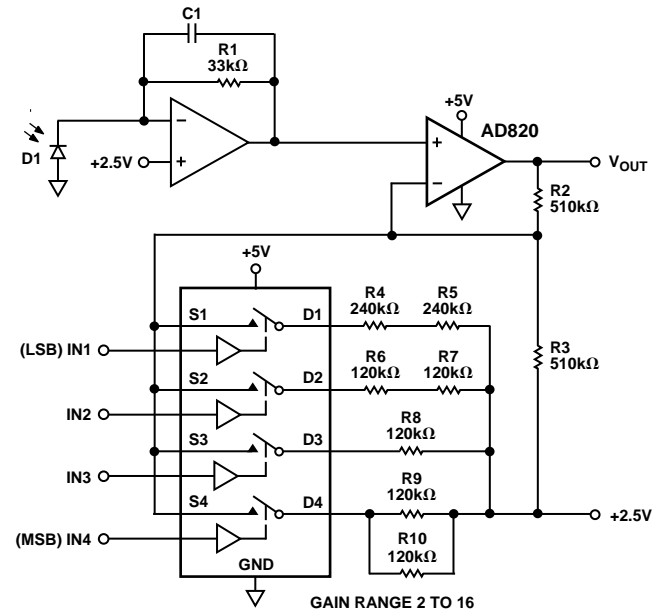 C1
R1
33kΩ
+5V
AD820
D1
+2.5V
−
+
+
−
VOUT
R2
510kΩ
+5V
S1
D1
R4
240kΩ
R5
240kΩ
(LSB) IN1
R3
510kΩ
S2
D2
R6
120kΩ
R7
120kΩ
IN2
S3
D3
R8
120kΩ
IN3
S4
D4
R9
120kΩ
+2.5V
(MSB) IN4
R10
120kΩ
GND
GAIN RANGE 2 TO 16